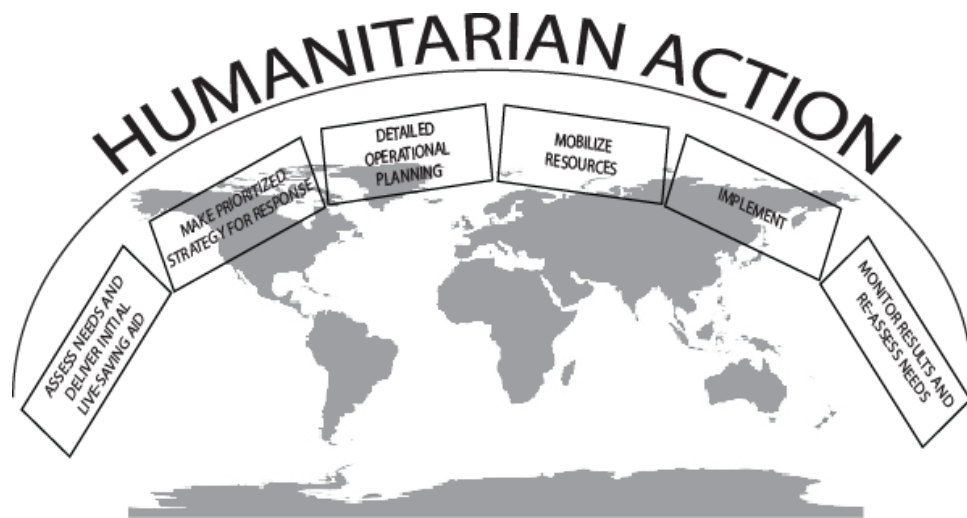 HUMANITARIAN ACTION
ASSESS NEEDS AND
DELIVER INITIAL
LIVE-SAVING AID
MAKE PRIORITIZED
STRATEGY FOR RESPONSE
DETAILED
OPERATIONAL
PLANNING
MOBILIZE
RESOURCES
IMPLEMENT
MONITOR RESULTS AND
RE-ASSESS NEEDS